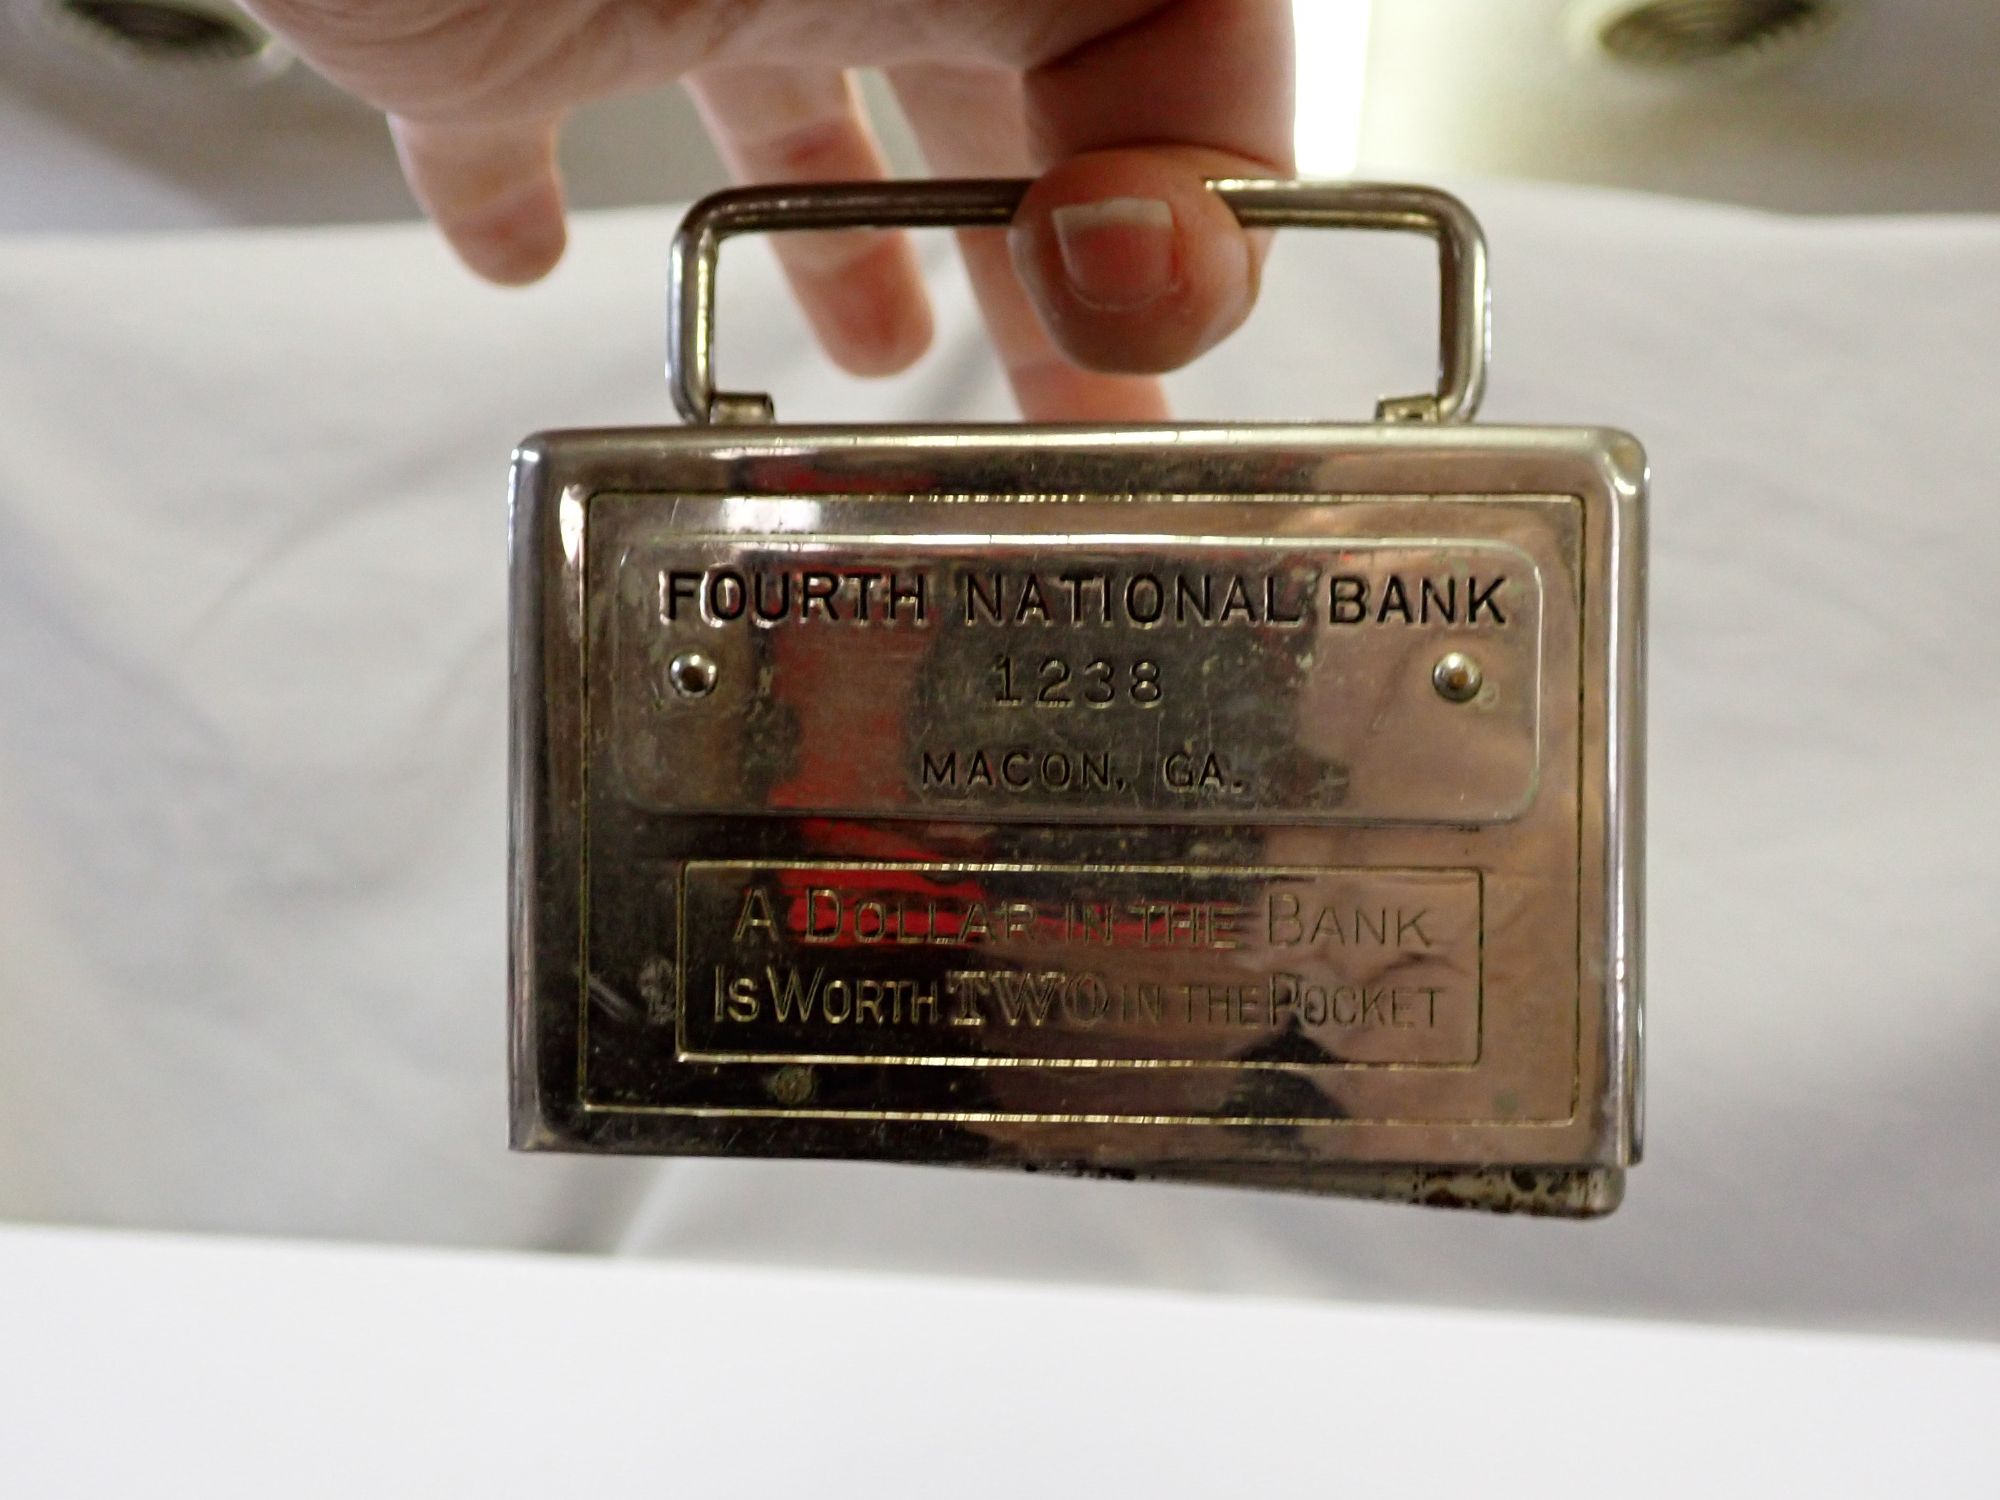 FOURTH NATIONAL BANK
1238
MACON, GA.
A DOLLAR IN THE BANK
IS WORTH TWO IN THE POCKET